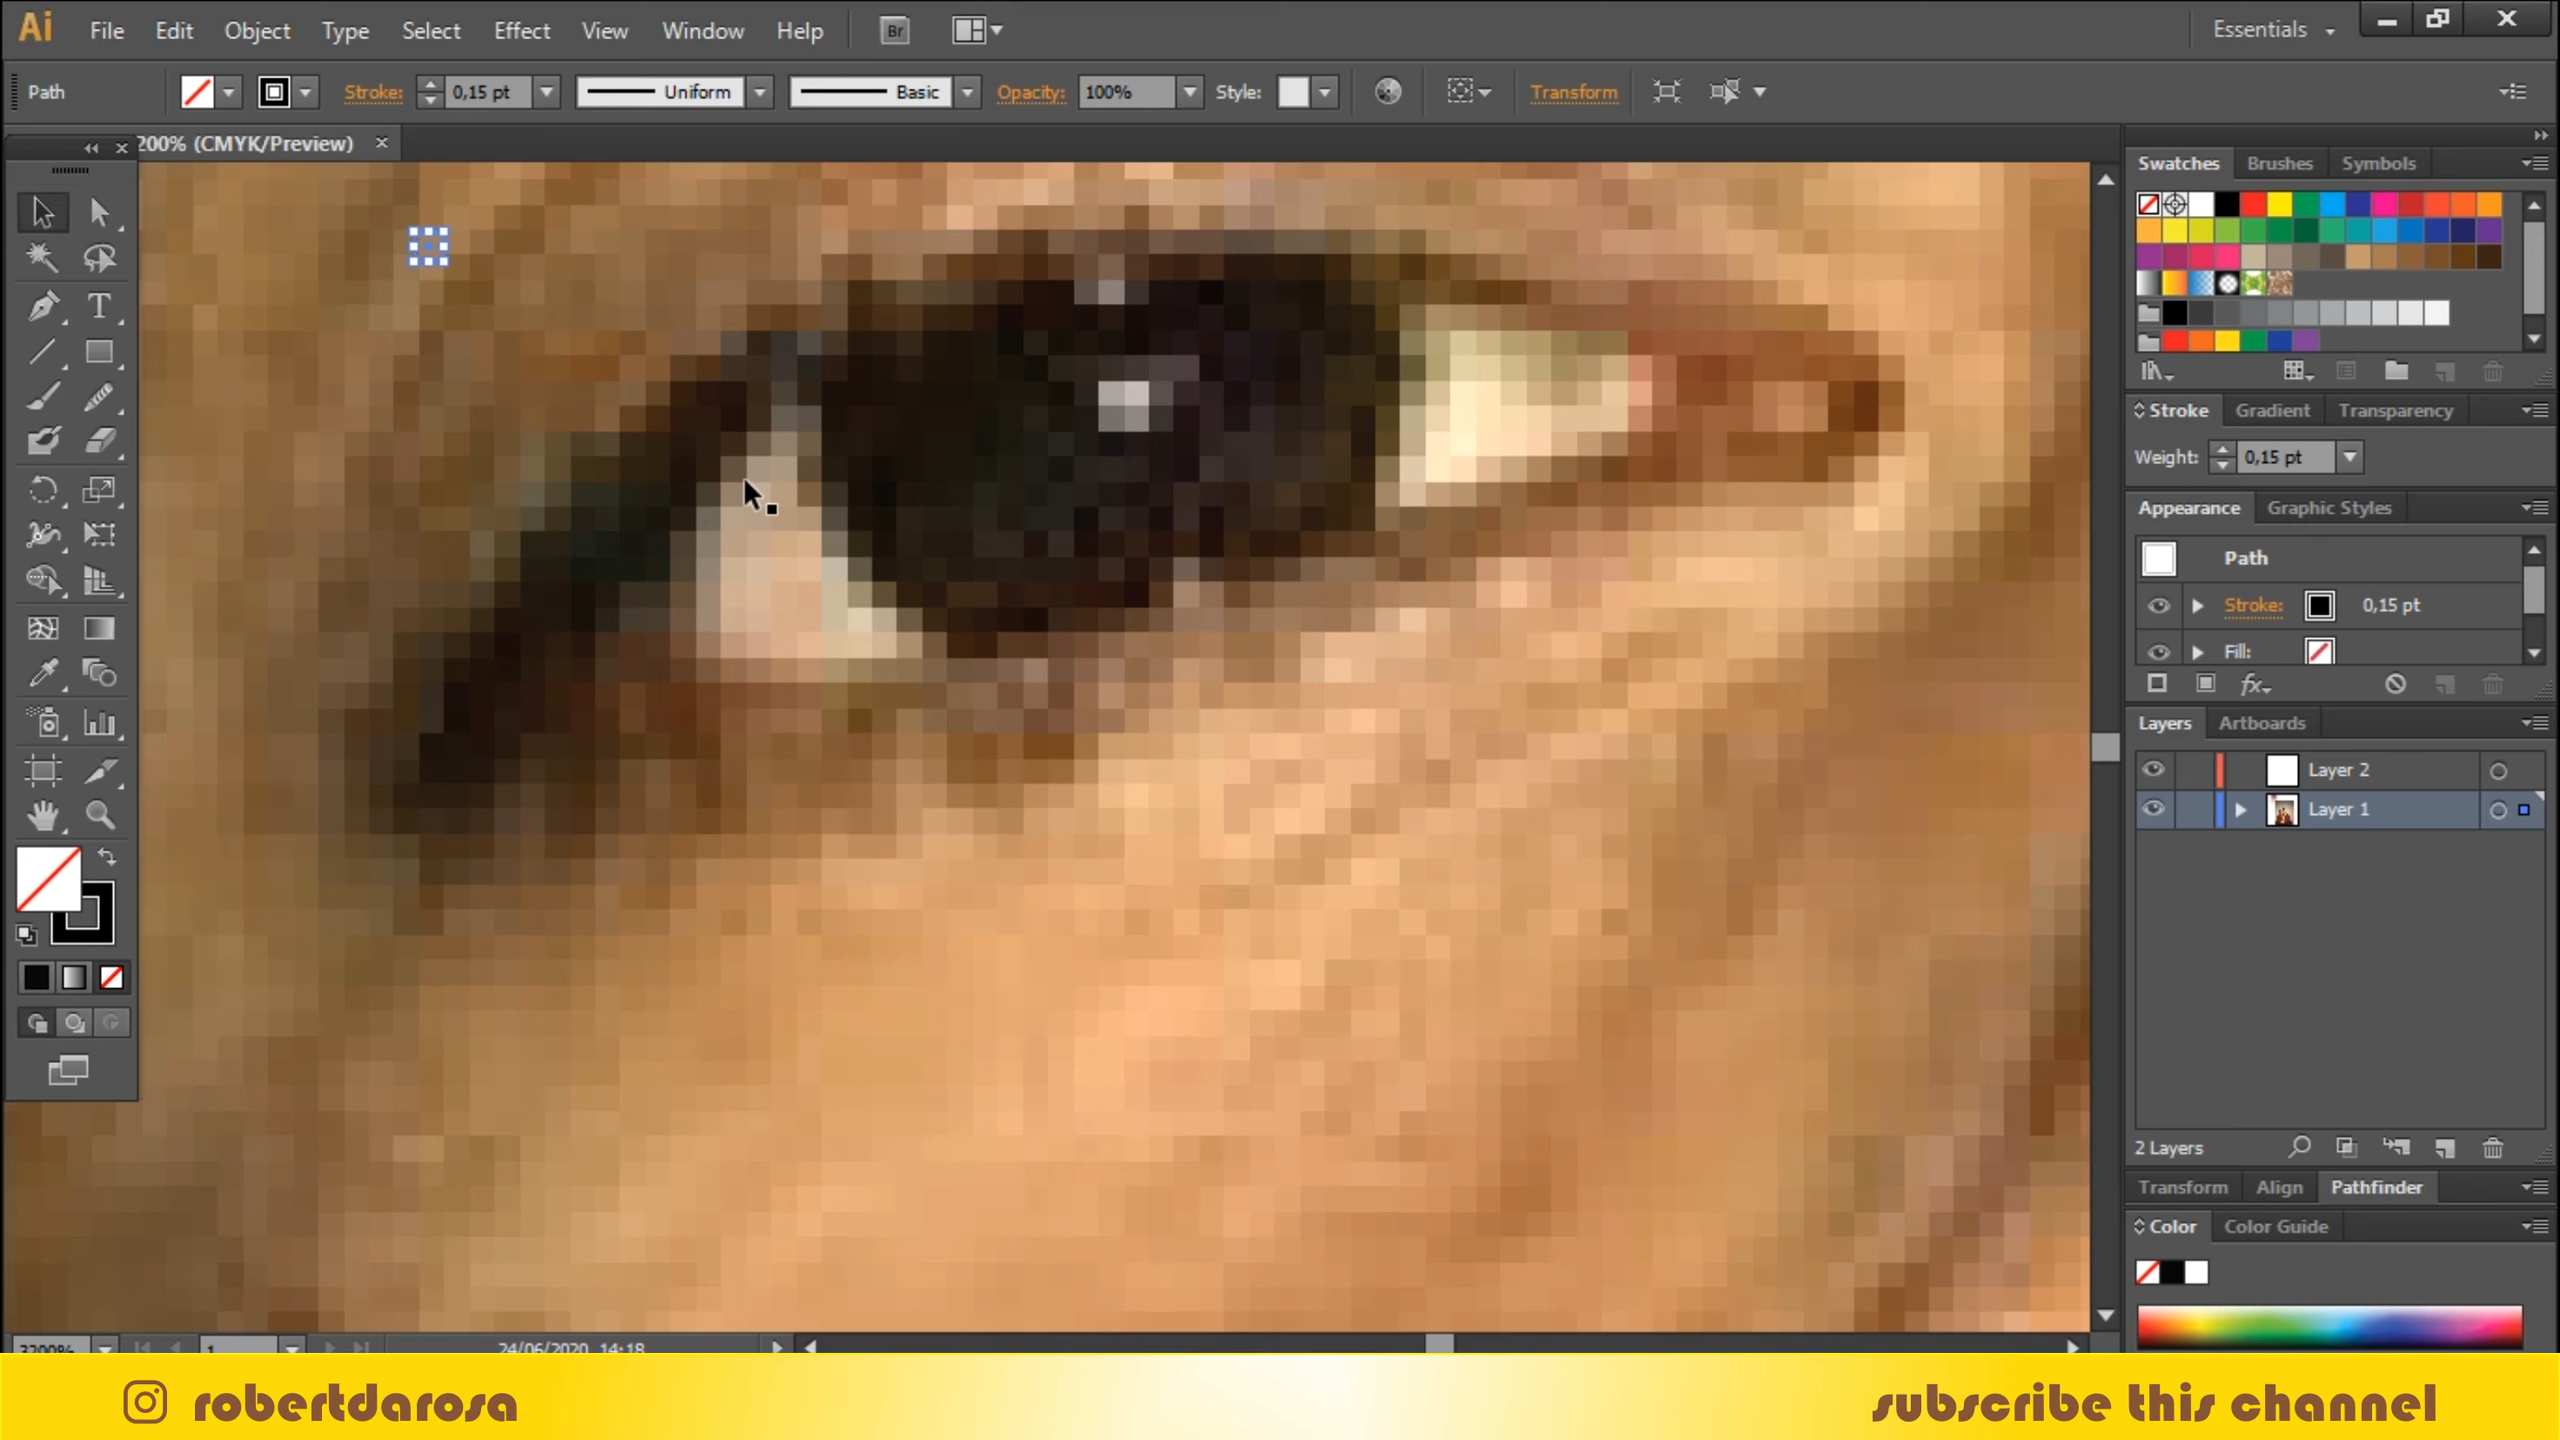 Ai File Edit Object Type Select Effect View Window Help Br Essentials
Path Stroke: 0,15 pt Uniform Basic Opacity: 100% Style: Transform
200% (CMYK/Preview)
Swatches Brushes Symbols
Stroke Gradient Transparency
Weight: 0,15 pt
Appearance Graphic Styles
Path
Stroke: 0,15 pt
Fill:
fx
Layers Artboards
Layer 2
Layer 1
2 Layers
Transform Align Pathfinder
Color Color Guide
3200% 1 24/06/2020 14:18
robertdarosa
subscribe this channel